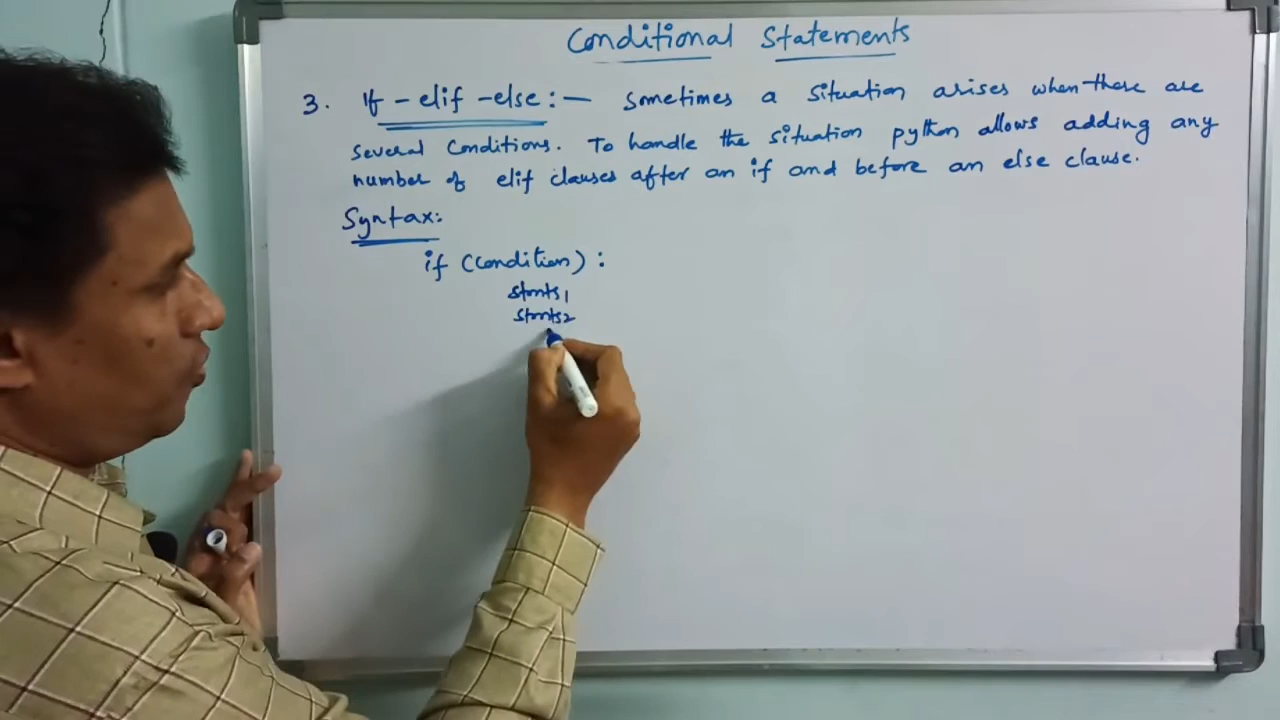 Conditional Statements
3. If - elif - else :- Sometimes a situation arises when there are
several conditions. To handle the situation python allows adding any
number of elif clauses after an if and before an else clause.
Syntax:
if (condition) :
stmts1
stmts2